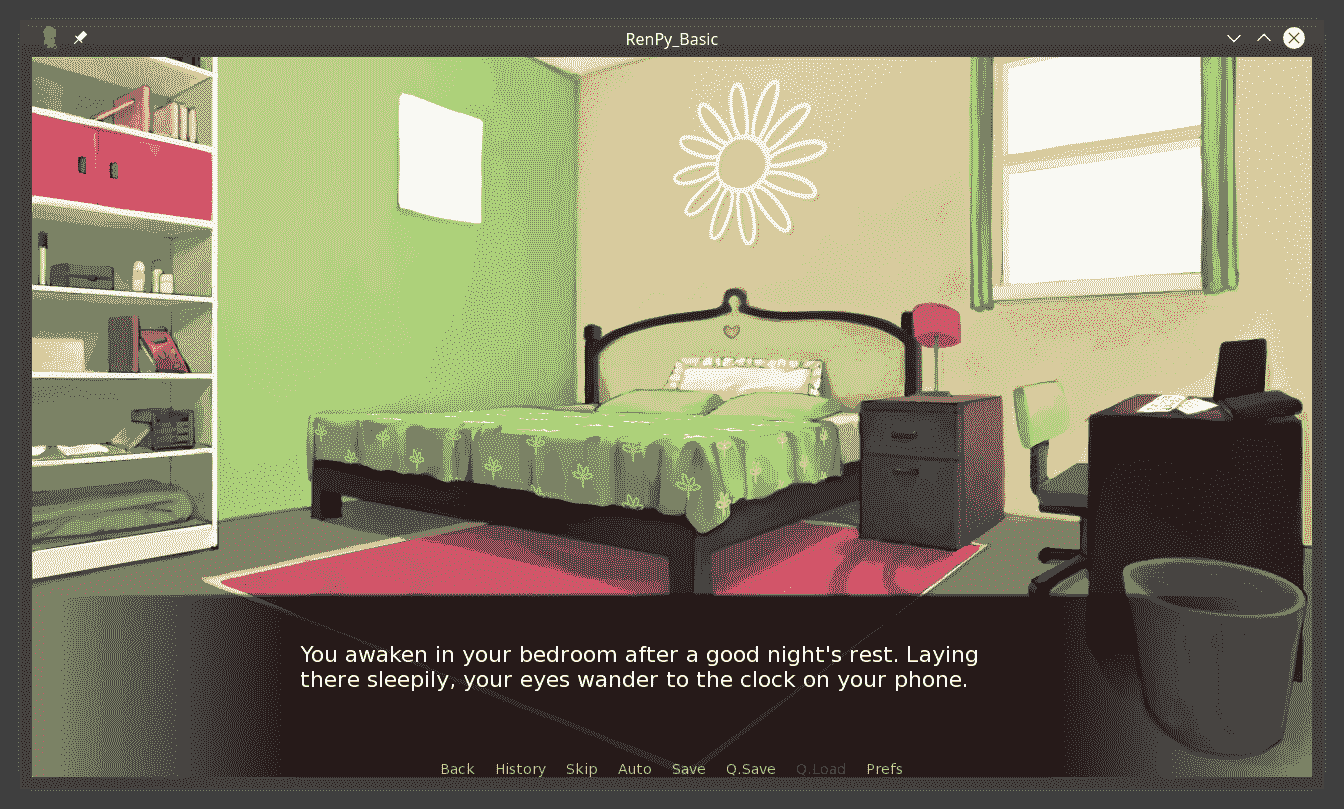 RenPy_Basic
You awaken in your bedroom after a good night's rest. Laying
there sleepily, your eyes wander to the clock on your phone.
Back History Skip Auto Save Q.Save Q.Load Prefs